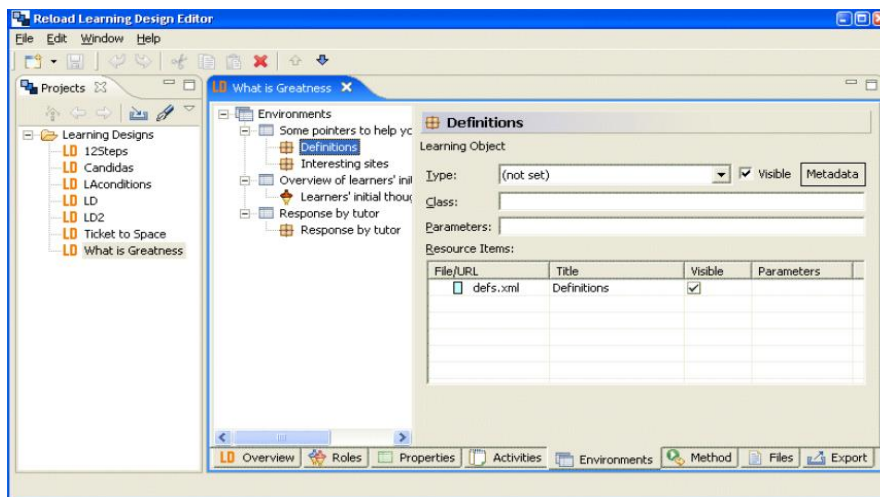 Reload Learning Design Editor
File Edit Window Help
Projects
Learning Designs
LD 12Steps
LD Candidas
LD LAconditions
LD LD
LD LD2
LD Ticket to Space
LD What is Greatness
LD What is Greatness
Environments
Some pointers to help yo
Definitions
Interesting sites
Overview of learners' init
Learners' initial thoug
Response by tutor
Response by tutor
Definitions
Learning Object
Type: (not set) Visible Metadata
Class:
Parameters:
Resource Items:
File/URL Title Visible Parameters
defs.xml Definitions
LD Overview Roles Properties Activities Environments Method Files Export